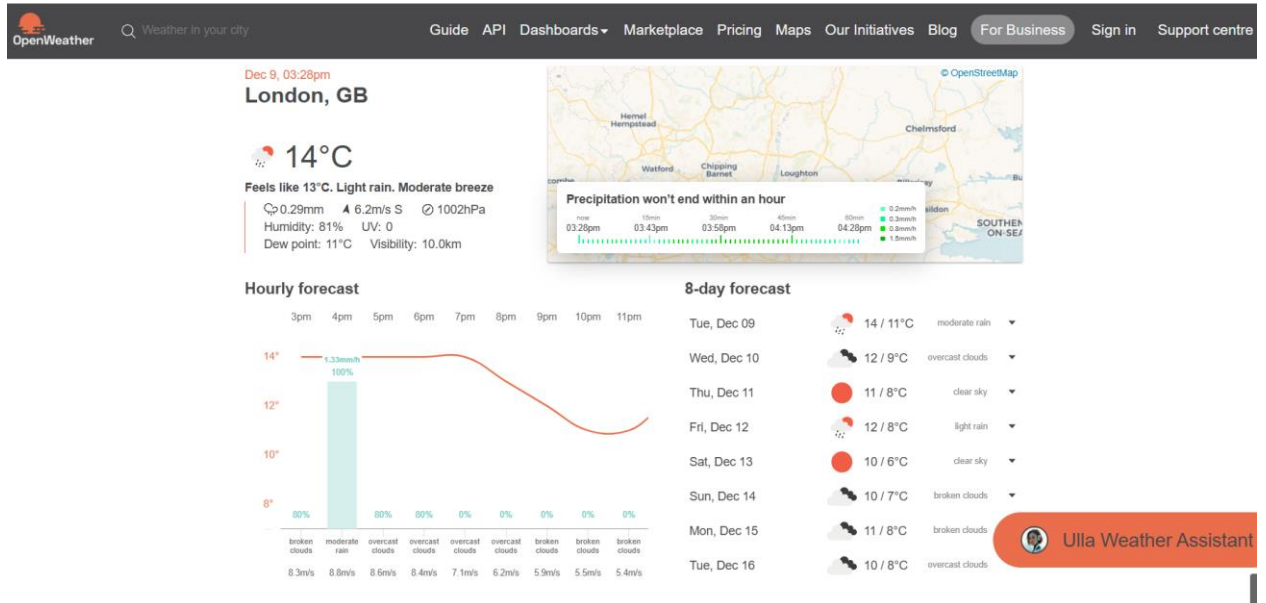 OpenWeather
Weather in your city
Guide API Dashboards Marketplace Pricing Maps Our Initiatives Blog For Business Sign in Support centre
Dec 9, 03:28pm
London, GB
14°C
Feels like 13°C. Light rain. Moderate breeze
0.29mm 6.2m/s S 1002hPa
Humidity: 81% UV: 0
Dew point: 11°C Visibility: 10.0km
© OpenStreetMap
Hemel
Hempstead
Chelmsford
Watford
Chipping
Barnet
Loughton
Precipitation won't end within an hour
now 15min 30min 45min 60min
03:28pm 03:43pm 03:58pm 04:13pm 04:28pm
0.2mm/h
0.3mm/h
0.8mm/h
1.5mm/h
SOUTHEN
ON-SEA
Hourly forecast
3pm 4pm 5pm 6pm 7pm 8pm 9pm 10pm 11pm
14°
12°
10°
8°
1.33mm/h
100%
80% 80% 80% 0% 0% 0% 0% 0%
broken clouds moderate rain overcast clouds overcast clouds overcast clouds overcast clouds broken clouds broken clouds broken clouds
8.3m/s 8.8m/s 8.6m/s 8.4m/s 7.1m/s 6.2m/s 5.9m/s 5.5m/s 5.4m/s
8-day forecast
Tue, Dec 09 14 / 11°C moderate rain
Wed, Dec 10 12 / 9°C overcast clouds
Thu, Dec 11 11 / 8°C clear sky
Fri, Dec 12 12 / 8°C light rain
Sat, Dec 13 10 / 6°C clear sky
Sun, Dec 14 10 / 7°C broken clouds
Mon, Dec 15 11 / 8°C broken clouds
Tue, Dec 16 10 / 8°C overcast clouds
Ulla Weather Assistant